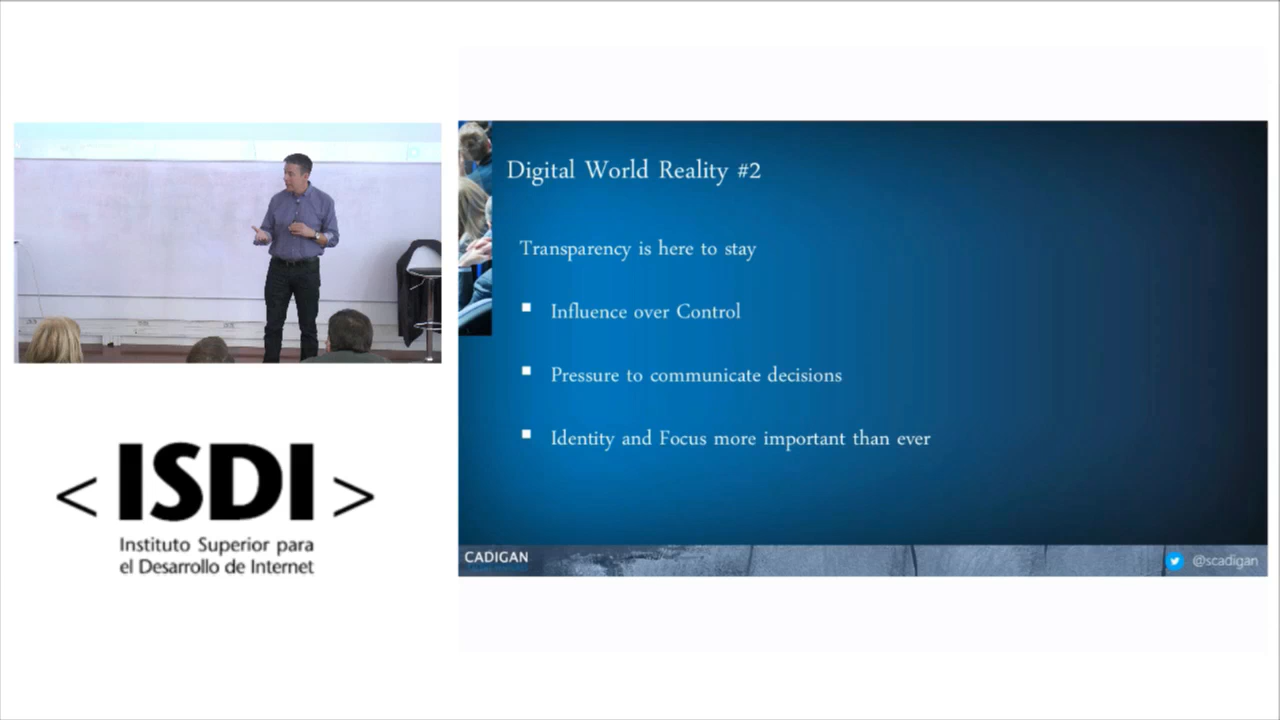 Digital World Reality #2
Transparency is here to stay
Influence over Control
Pressure to communicate decisions
Identity and Focus more important than ever
CADIGAN
@scadigan
< ISDI >
Instituto Superior para
el Desarrollo de Internet